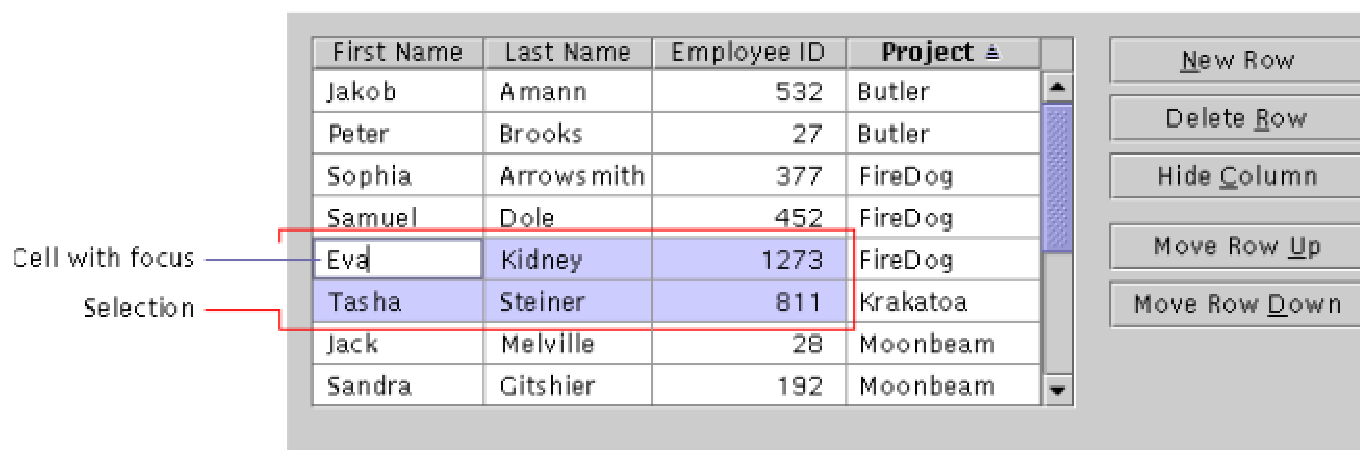 First Name Last Name Employee ID Project
Jakob Amann 532 Butler
Peter Brooks 27 Butler
Sophia Arrowsmith 377 FireDog
Samuel Dole 452 FireDog
Eva Kidney 1273 FireDog
Tasha Steiner 811 Krakatoa
Jack Melville 28 Moonbeam
Sandra Gitshier 192 Moonbeam
Cell with focus
Selection
New Row
Delete Row
Hide Column
Move Row Up
Move Row Down